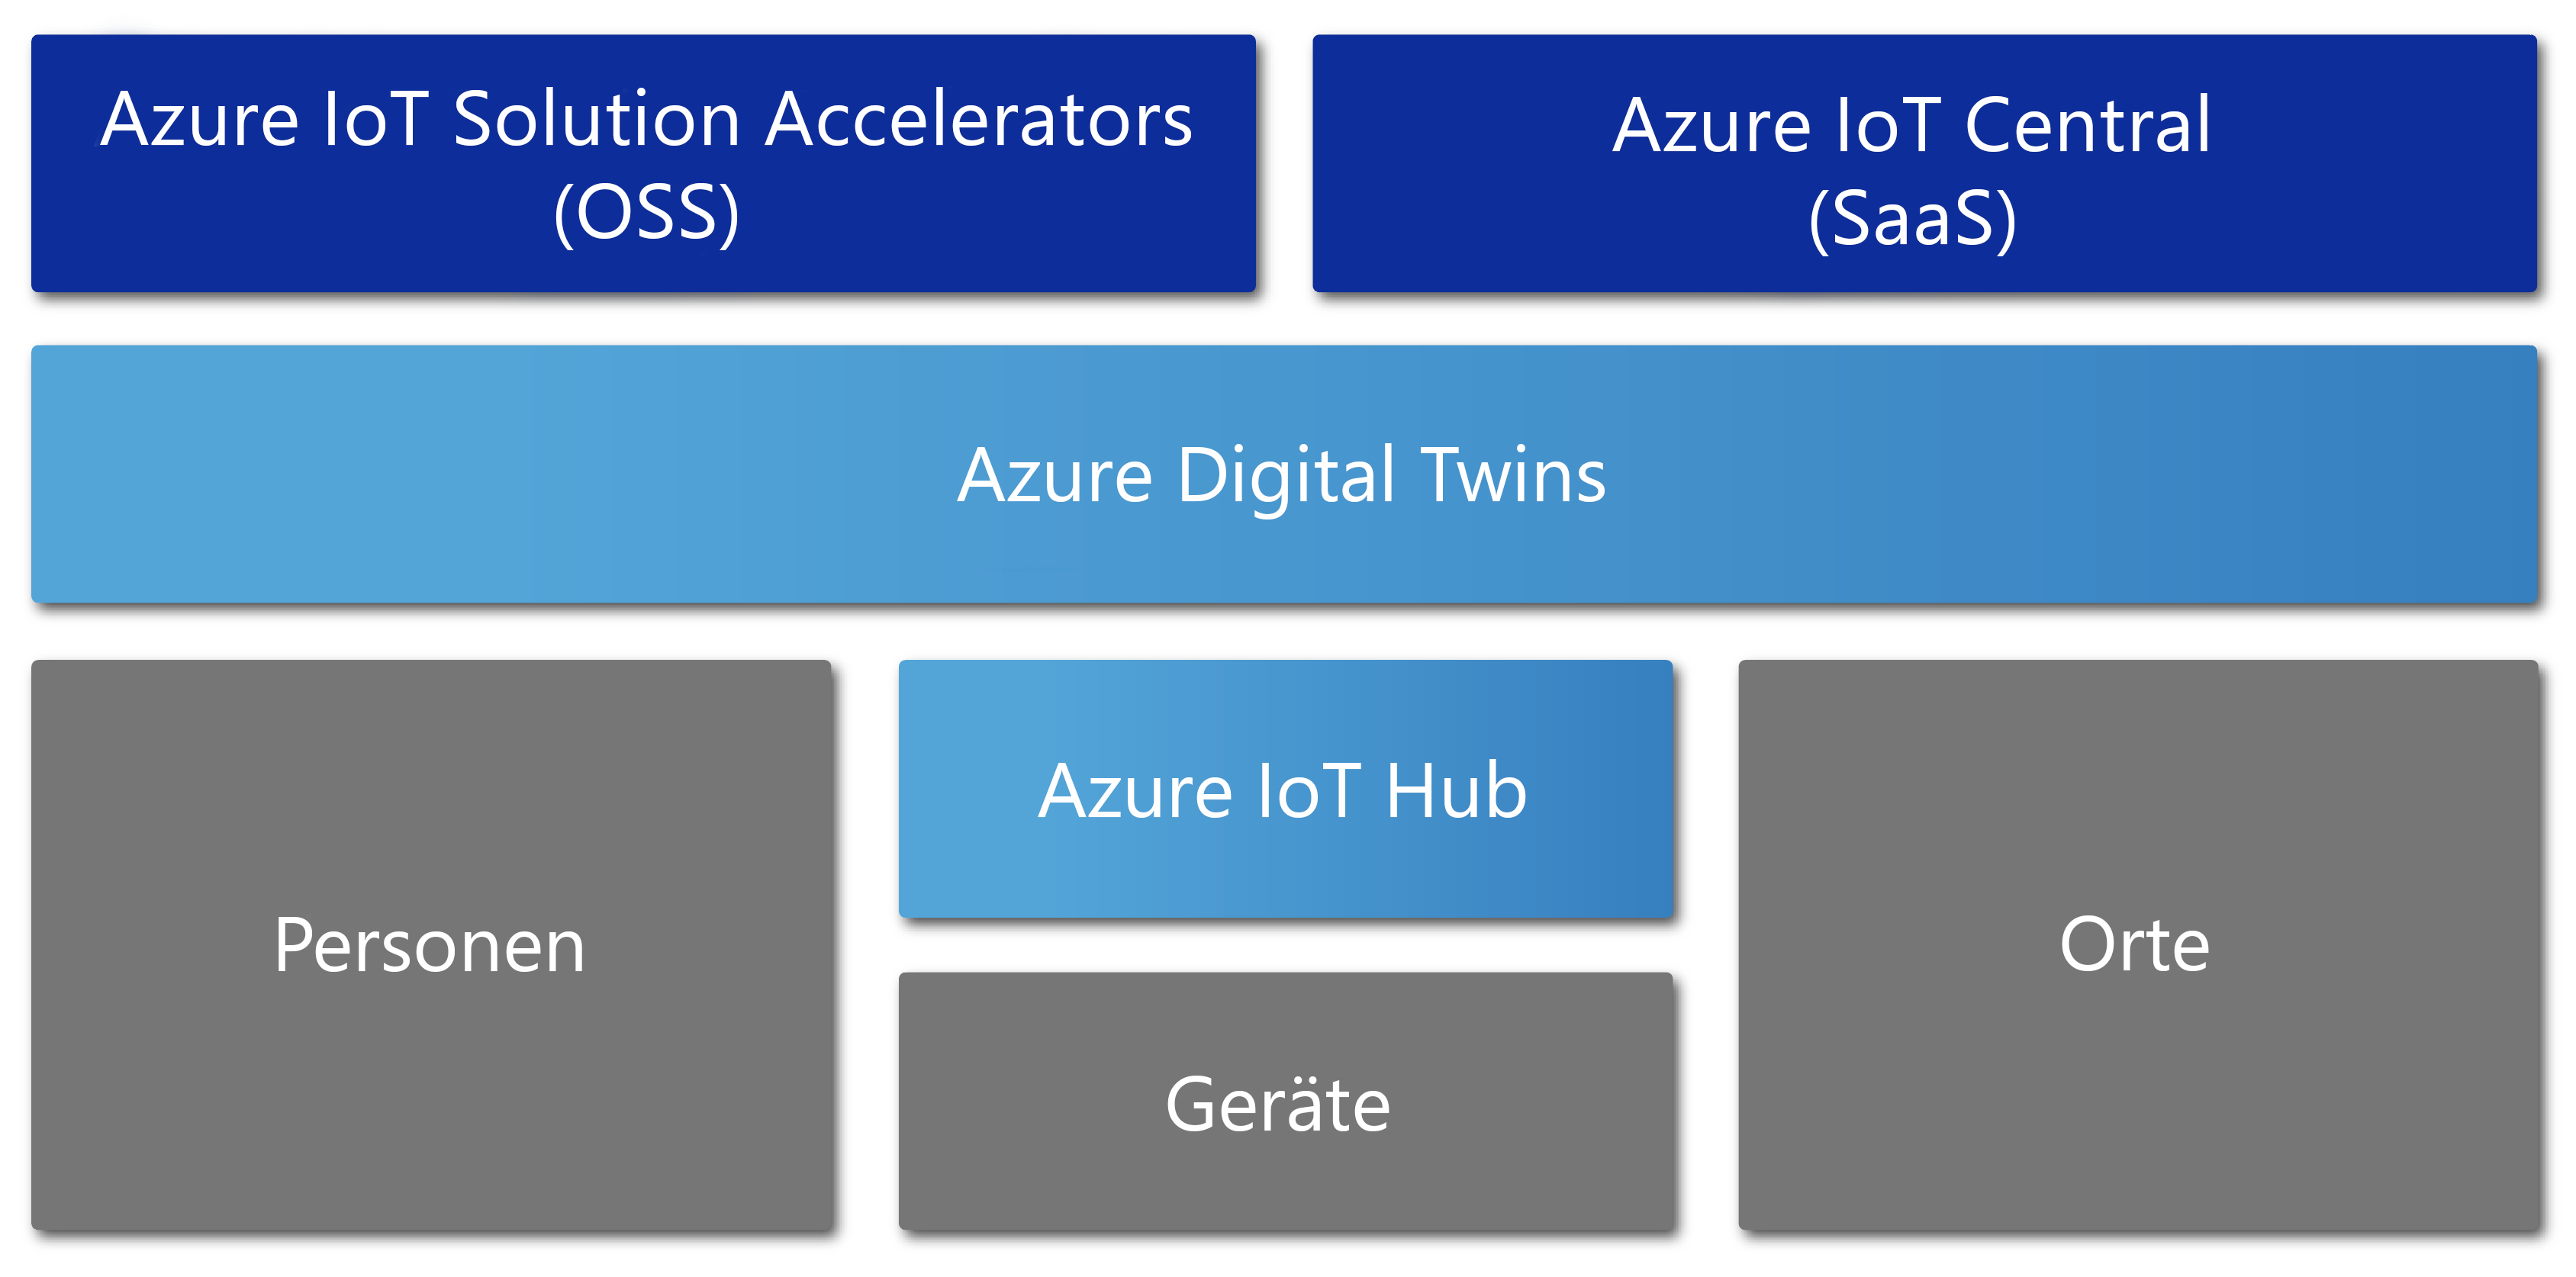 Azure IoT Solution Accelerators
(OSS)
Azure IoT Central
(SaaS)
Azure Digital Twins
Personen
Azure IoT Hub
Geräte
Orte